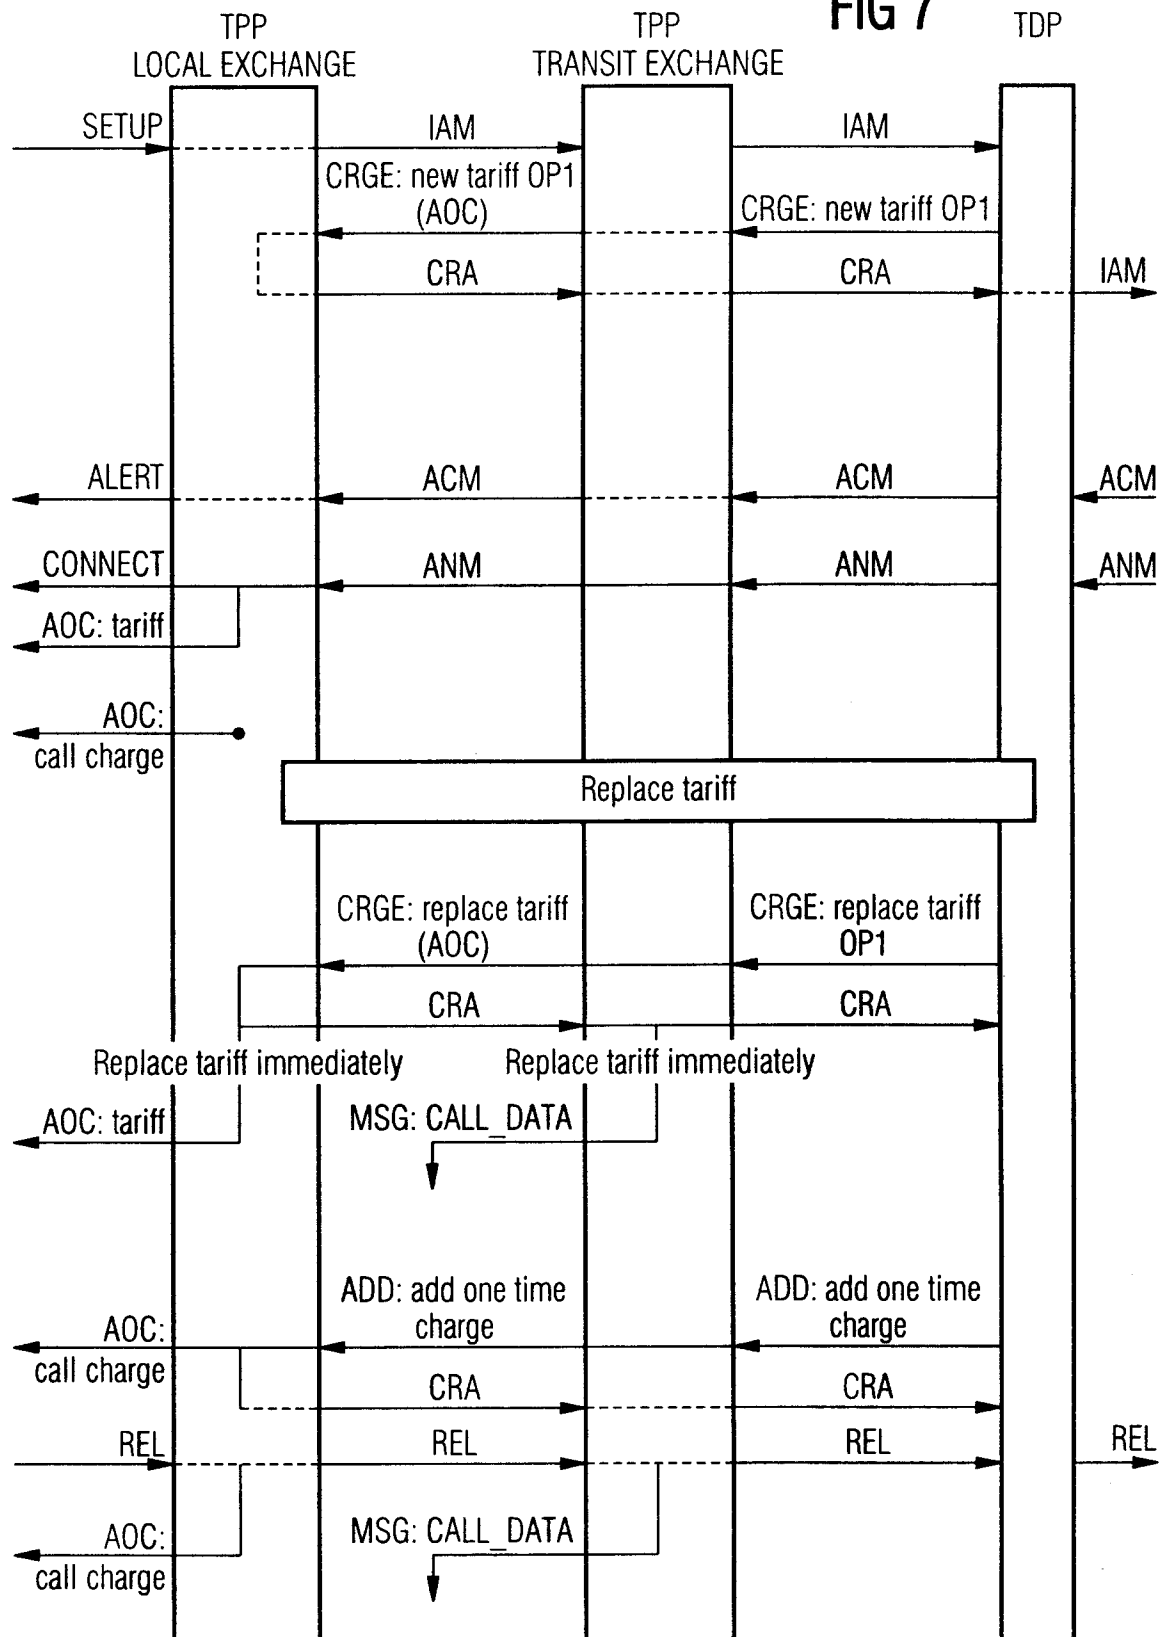 FIG 7
TPP
LOCAL EXCHANGE
TPP
TRANSIT EXCHANGE
TDP
SETUP
IAM
IAM
CRGE: new tariff OP1
(AOC)
CRGE: new tariff OP1
CRA
CRA
IAM
ALERT
ACM
ACM
ACM
CONNECT
ANM
ANM
ANM
AOC: tariff
AOC:
call charge
Replace tariff
CRGE: replace tariff
(AOC)
CRGE: replace tariff
OP1
CRA
CRA
Replace tariff immediately
Replace tariff immediately
AOC: tariff
MSG: CALL_DATA
ADD: add one time
charge
ADD: add one time
charge
AOC:
call charge
CRA
CRA
REL
REL
REL
REL
AOC:
call charge
MSG: CALL_DATA